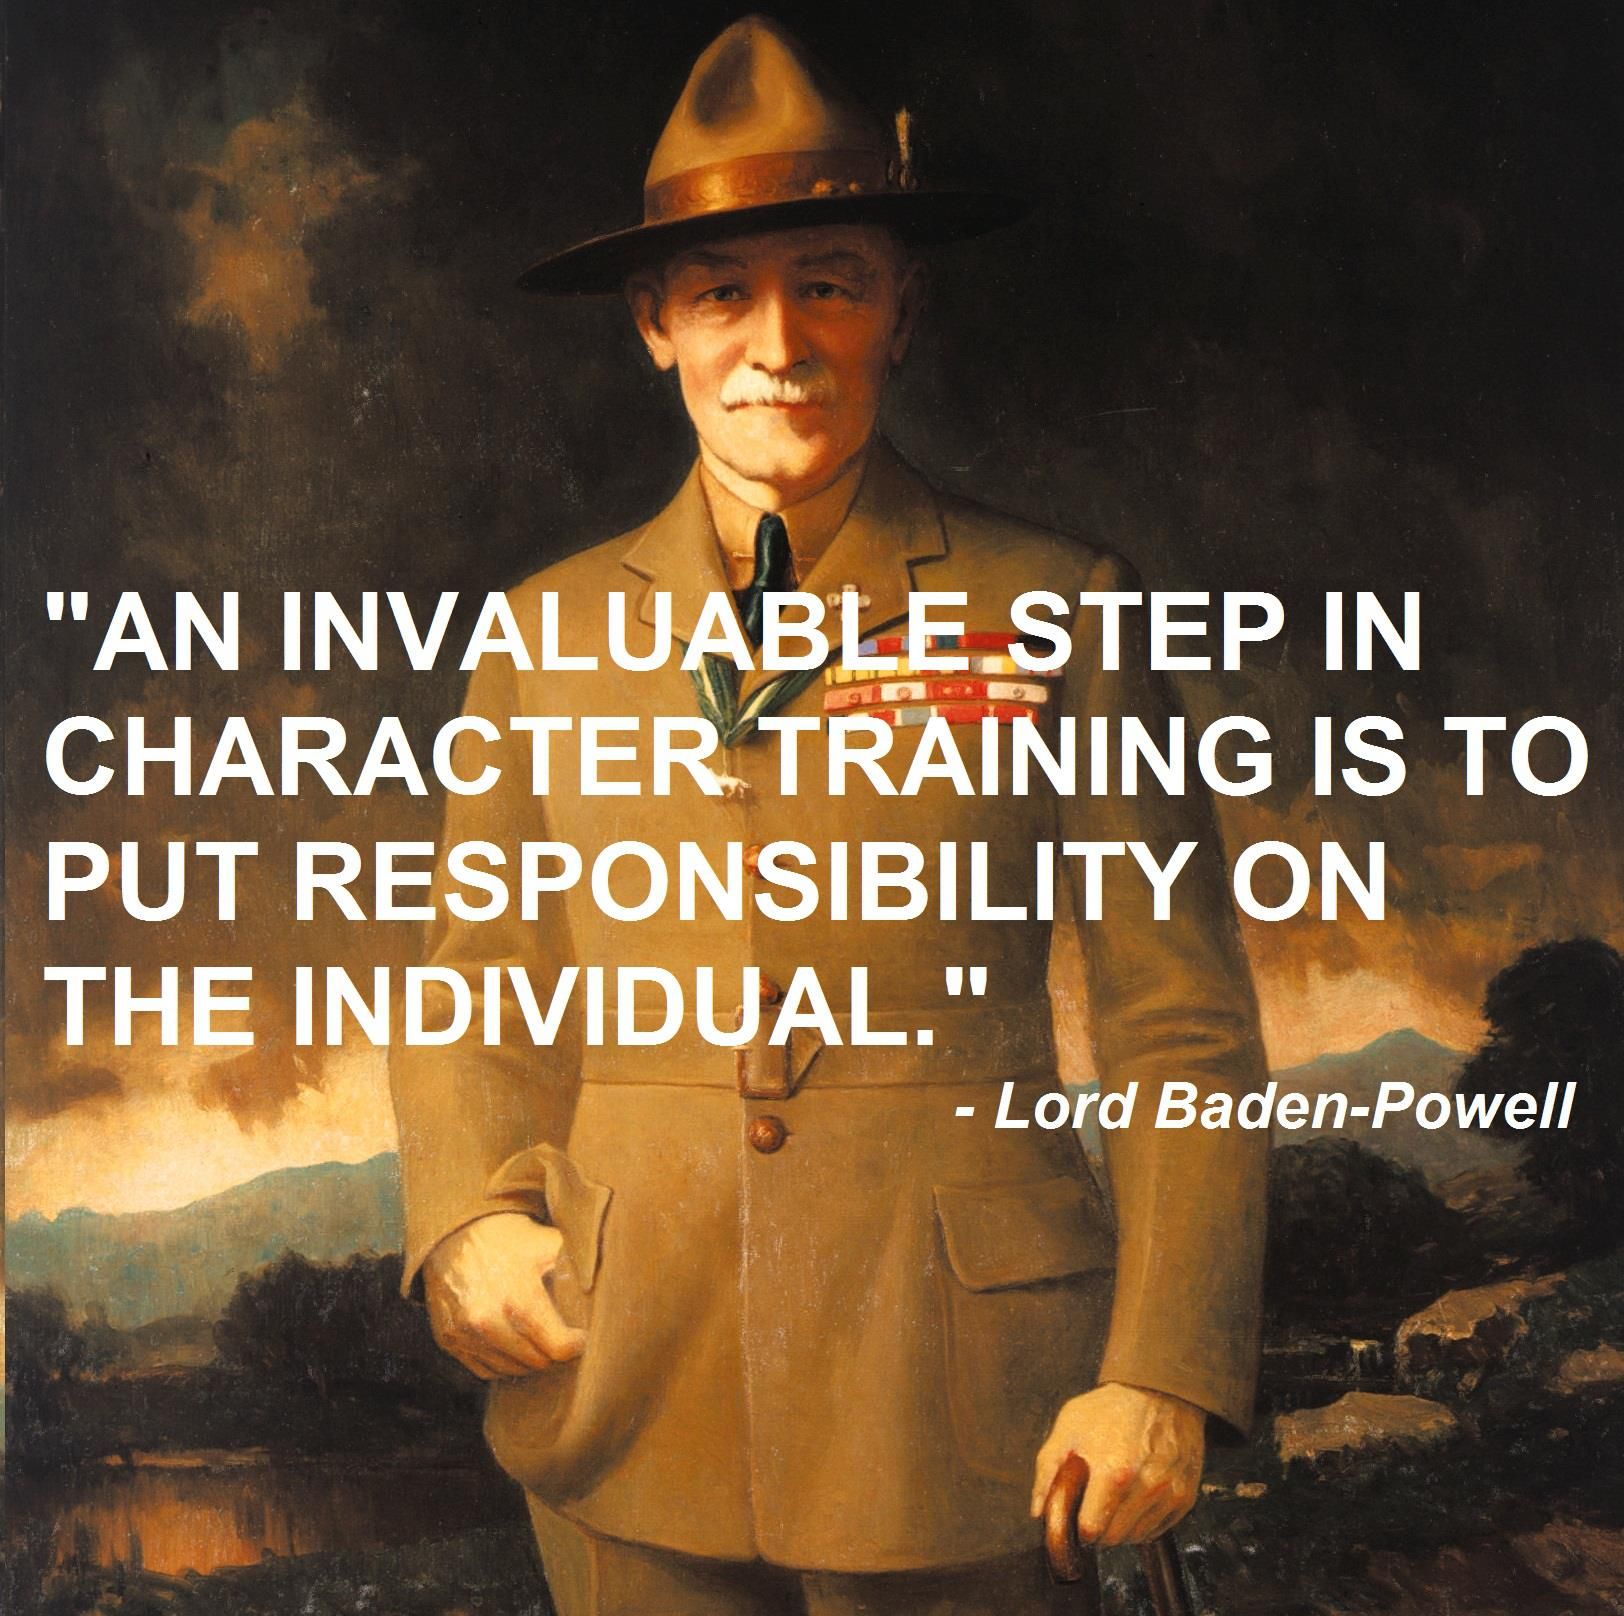 "AN INVALUABLE STEP IN
CHARACTER TRAINING IS TO
PUT RESPONSIBILITY ON
THE INDIVIDUAL."
- Lord Baden-Powell